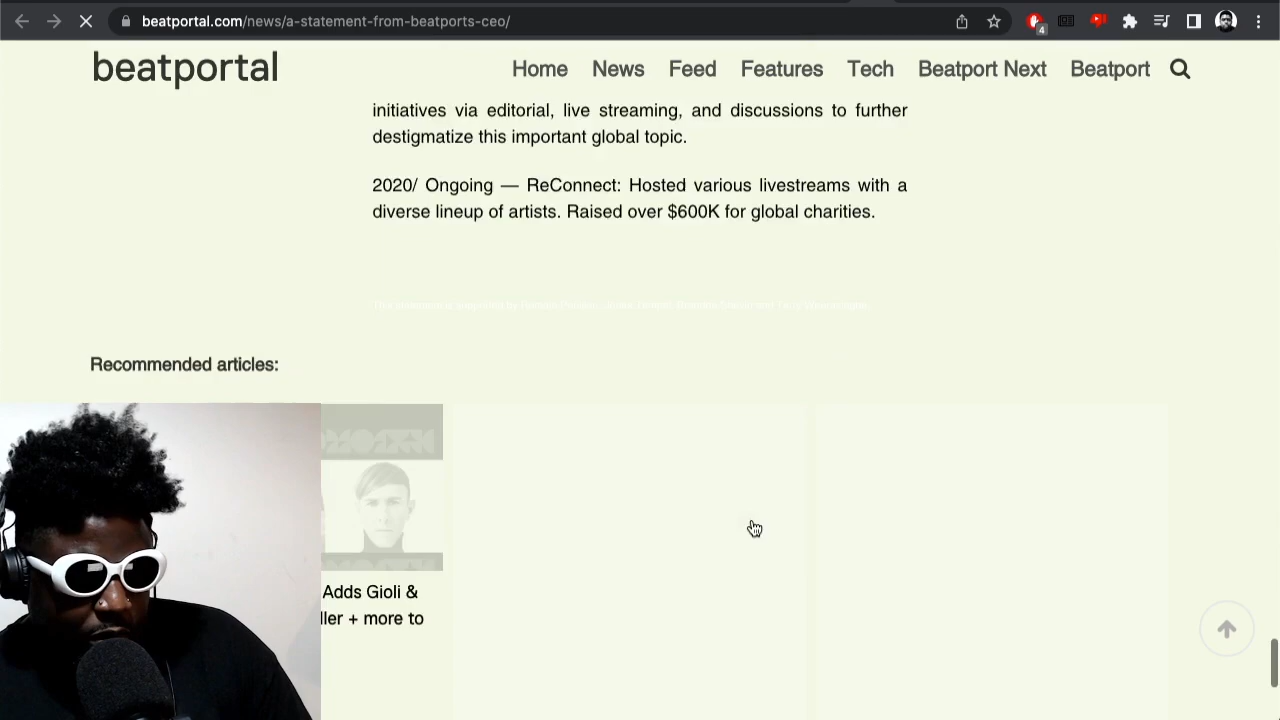 beatportal.com/news/a-statement-from-beatports-ceo/
4
beatportal
Home News Feed Features Tech Beatport Next Beatport
initiatives via editorial, live streaming, and discussions to further
destigmatize this important global topic.
2020/ Ongoing — ReConnect: Hosted various livestreams with a
diverse lineup of artists. Raised over $600K for global charities.
Recommended articles:
Adds Gioli &
ller + more to